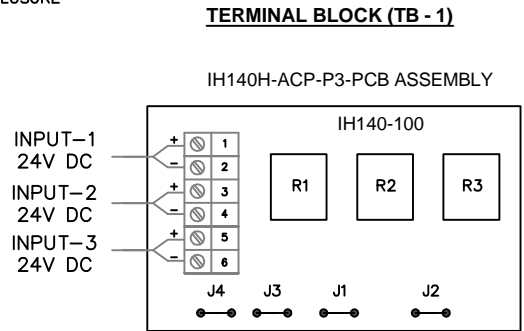 TERMINAL BLOCK (TB - 1)
IH140H-ACP-P3-PCB ASSEMBLY
IH140-100
INPUT-1
24V DC
+ 1
- 2
INPUT-2
24V DC
+ 3
- 4
INPUT-3
24V DC
+ 5
- 6
R1 R2 R3
J4 J3 J1 J2